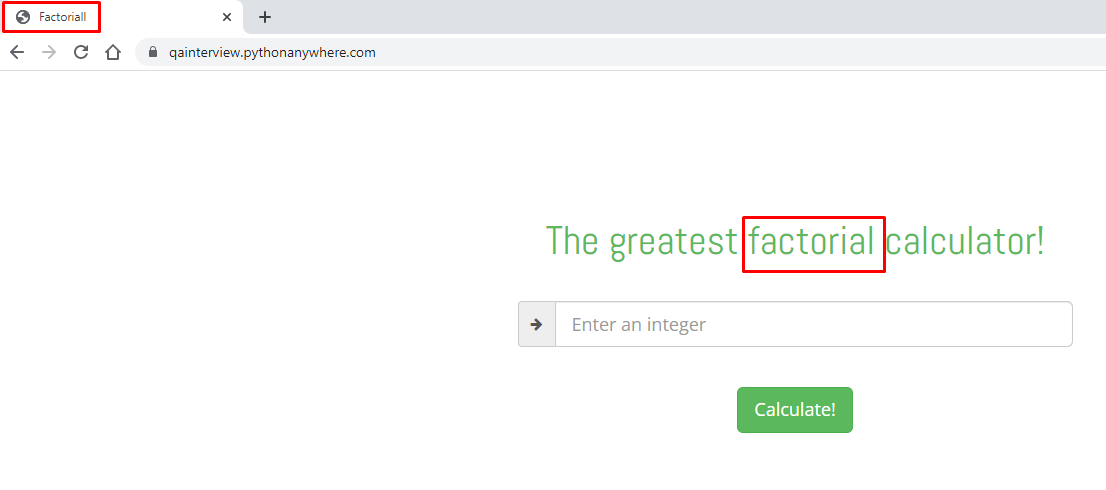 Factoriall
qainterview.pythonanywhere.com
The greatest factorial calculator!
Enter an integer
Calculate!